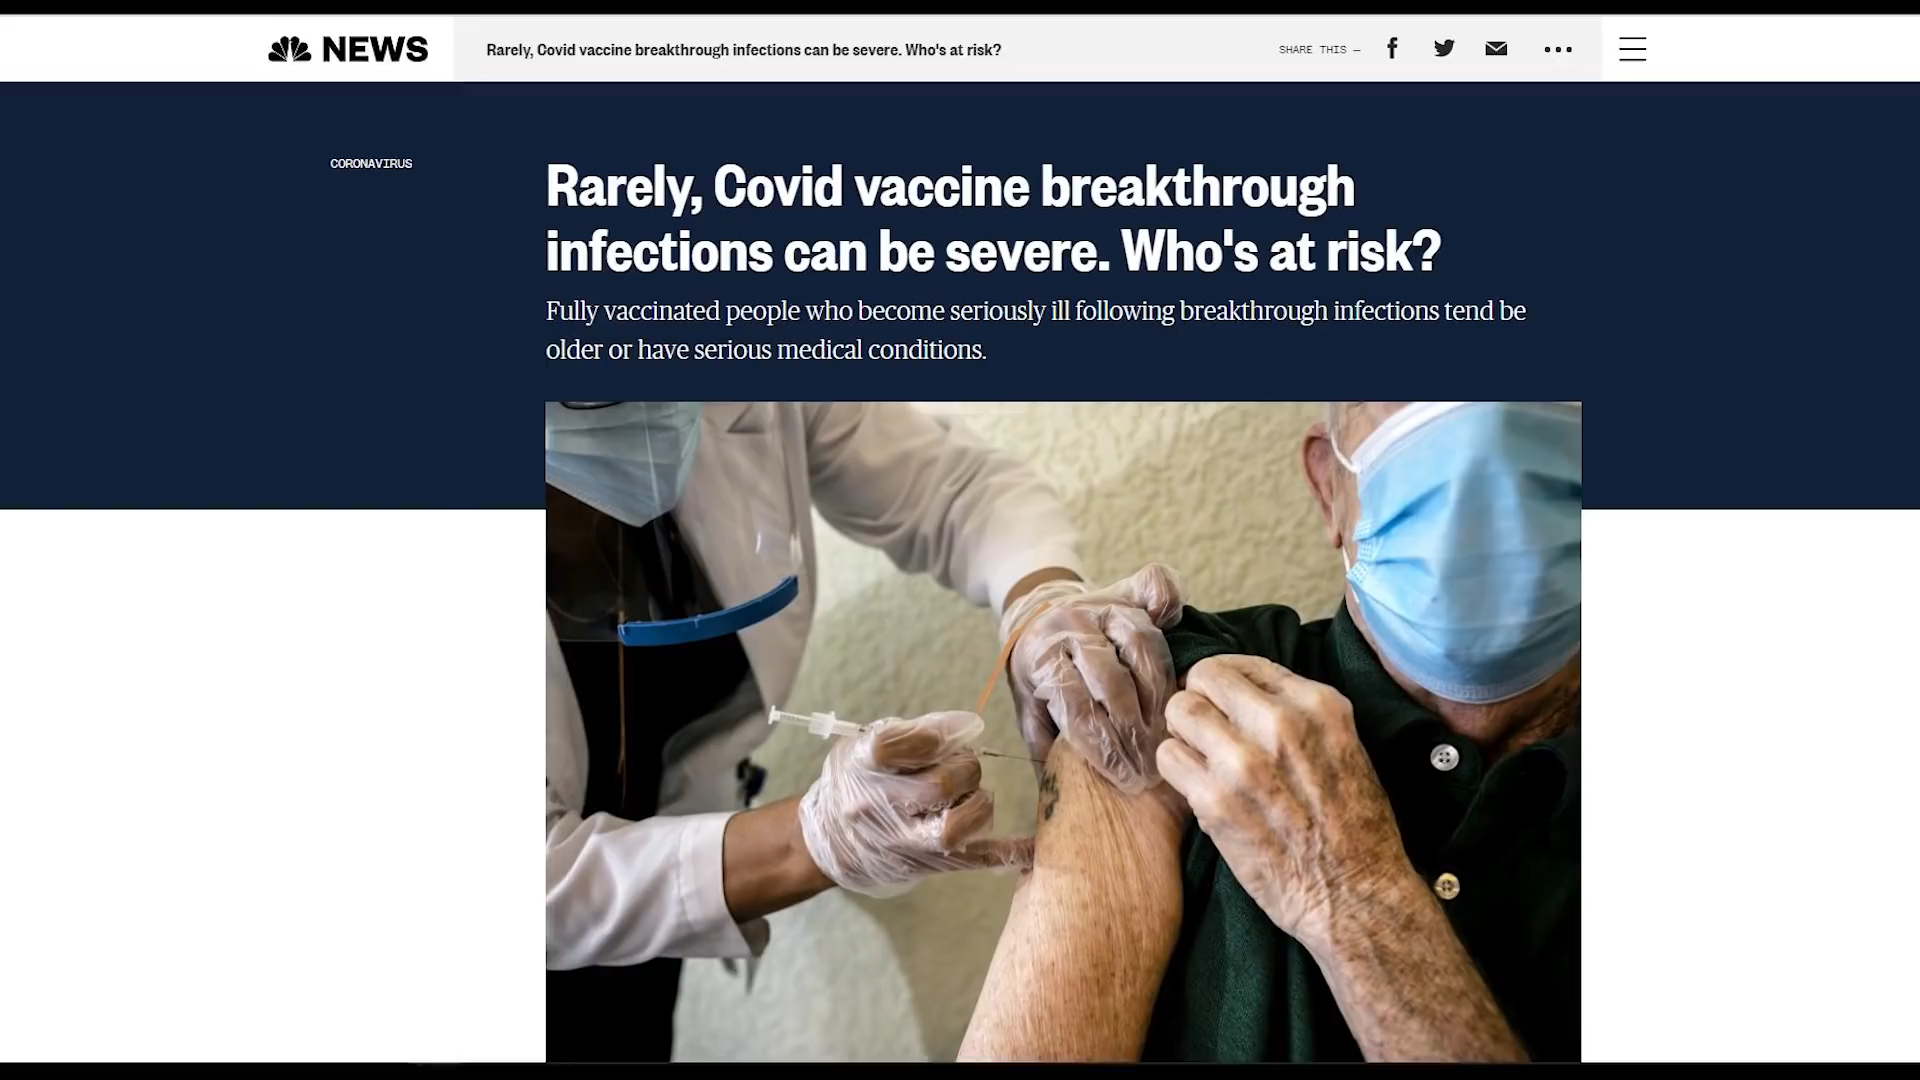 NEWS
Rarely, Covid vaccine breakthrough infections can be severe. Who's at risk?
SHARE THIS —
CORONAVIRUS
Rarely, Covid vaccine breakthrough
infections can be severe. Who's at risk?
Fully vaccinated people who become seriously ill following breakthrough infections tend be
older or have serious medical conditions.